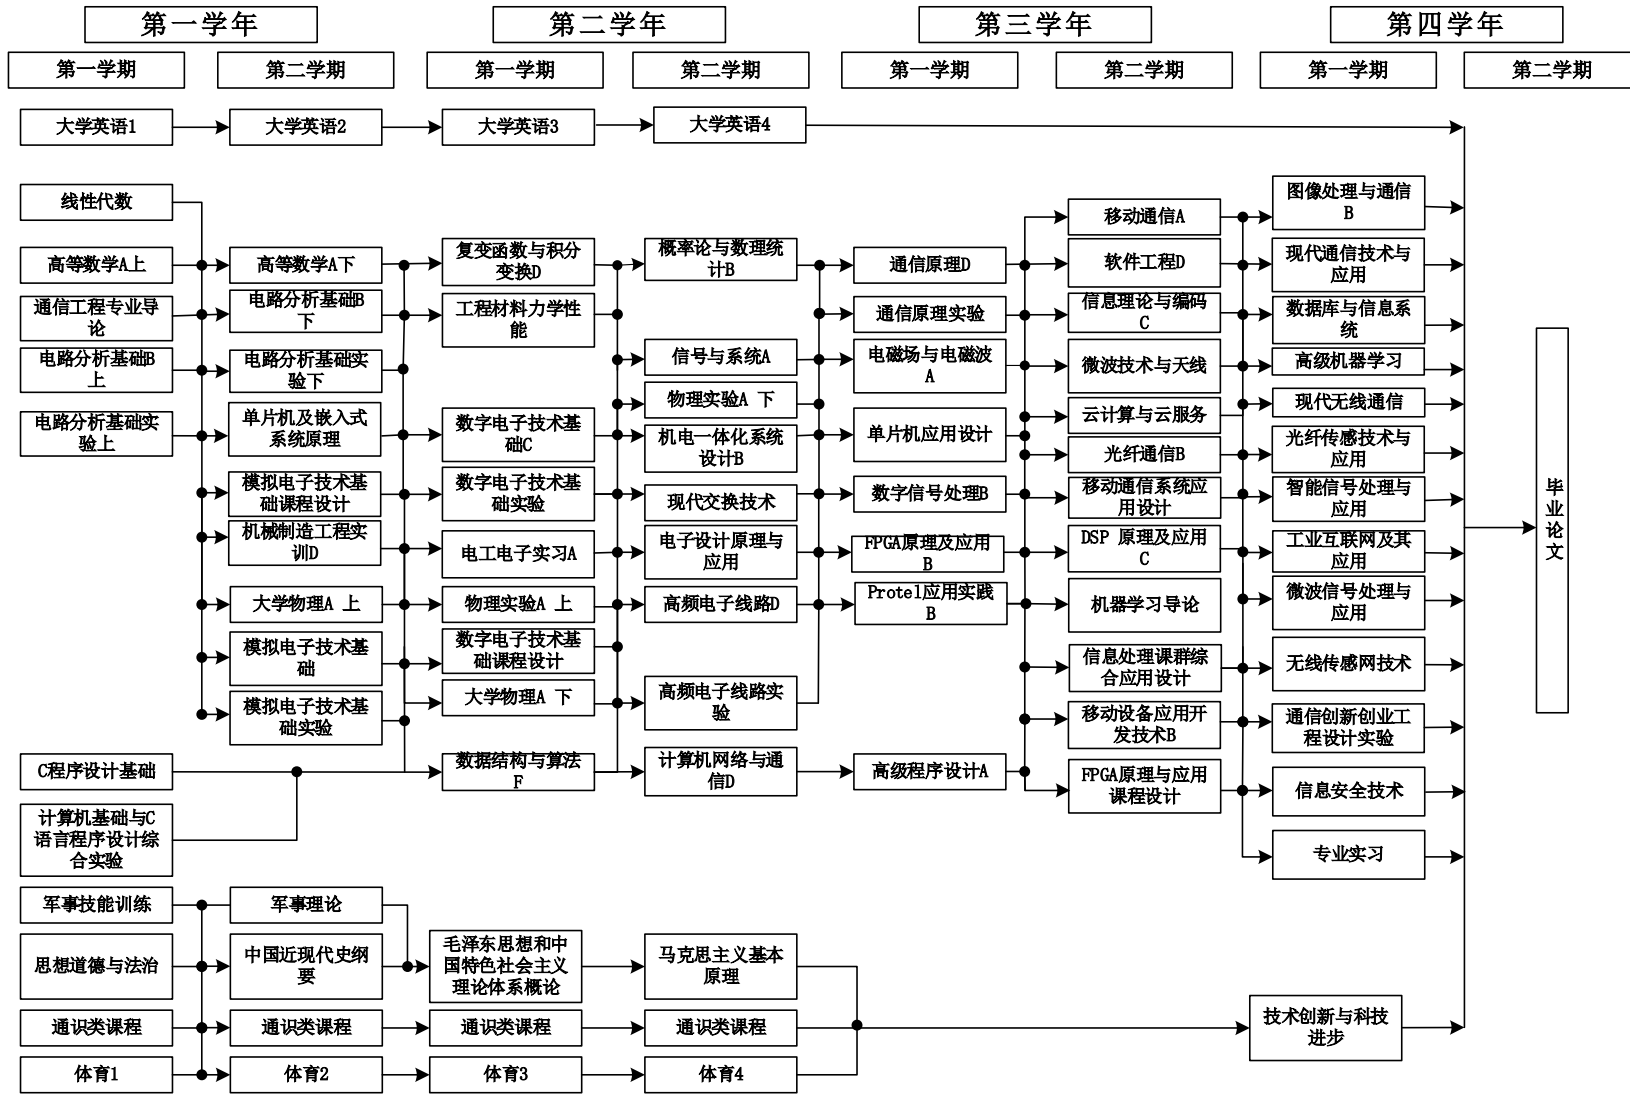 第一学年
第二学年
第三学年
第四学年
第一学期
第二学期
第一学期
第二学期
第一学期
第二学期
第一学期
第二学期
大学英语1
大学英语2
大学英语3
大学英语4
线性代数
高等数学A上
通信工程专业导
论
电路分析基础B
上
电路分析基础实
验上
C程序设计基础
计算机基础与C
语言程序设计综
合实验
军事技能训练
思想道德与法治
通识类课程
体育1
高等数学A下
电路分析基础B
下
电路分析基础实
验下
单片机及嵌入式
系统原理
模拟电子技术基
础课程设计
机械制造工程实
训D
大学物理A 上
模拟电子技术基
础
模拟电子技术基
础实验
军事理论
中国近现代史纲
要
通识类课程
体育2
复变函数与积分
变换D
工程材料力学性
能
数字电子技术基
础C
数字电子技术基
础实验
电工电子实习A
物理实验A 上
数字电子技术基
础课程设计
大学物理A 下
数据结构与算法
F
毛泽东思想和中
国特色社会主义
理论体系概论
通识类课程
体育3
概率论与数理统
计B
信号与系统A
物理实验A 下
机电一体化系统
设计B
现代交换技术
电子设计原理与
应用
高频电子线路D
高频电子线路实
验
计算机网络与通
信D
马克思主义基本
原理
通识类课程
体育4
通信原理D
通信原理实验
电磁场与电磁波
A
单片机应用设计
数字信号处理B
FPGA原理及应用
B
Protel应用实践
B
高级程序设计A
移动通信A
软件工程D
信息理论与编码
C
微波技术与天线
云计算与云服务
光纤通信B
移动通信系统应
用设计
DSP 原理及应用
C
机器学习导论
信息处理课群综
合应用设计
移动设备应用开
发技术B
FPGA原理与应用
课程设计
图像处理与通信
B
现代通信技术与
应用
数据库与信息系
统
高级机器学习
现代无线通信
光纤传感技术与
应用
智能信号处理与
应用
工业互联网及其
应用
微波信号处理与
应用
无线传感网技术
通信创新创业工
程设计实验
信息安全技术
专业实习
技术创新与科技
进步
毕
业
论
文